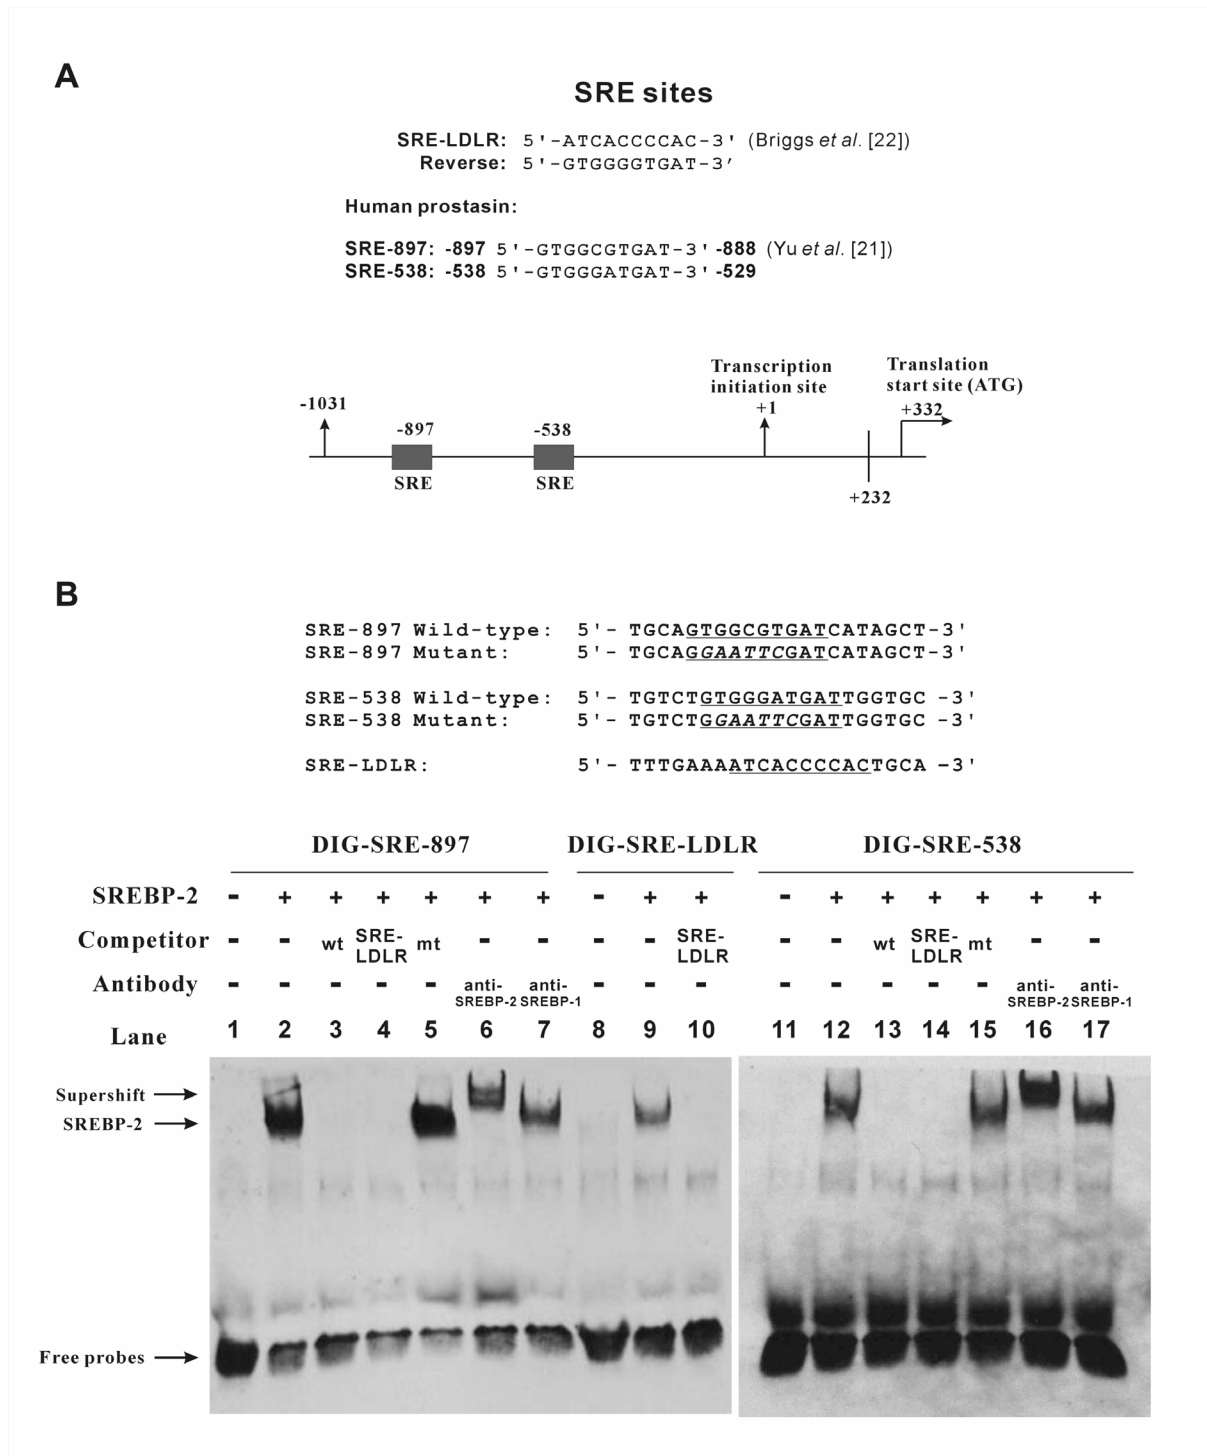 A
SRE sites
SRE-LDLR: 5'-ATCACCCCAC-3' (Briggs et al. [22])
Reverse: 5'-GTGGGGTGAT-3'
Human prostasin:
SRE-897: -897 5'-GTGGCGTGAT-3' -888 (Yu et al. [21])
SRE-538: -538 5'-GTGGGATGAT-3' -529
Transcription initiation site
Translation start site (ATG)
-1031
-897
-538
+1
+332
SRE
SRE
+232
B
SRE-897 Wild-type: 5'- TGCAGTGGCGTGATCATAGCT-3'
SRE-897 Mutant: 5'- TGCAGGAATTCGATCATAGCT-3'
SRE-538 Wild-type: 5'- TGTCTGTGGGATGATTGGTGC -3'
SRE-538 Mutant: 5'- TGTCTGGAATTCGATTGGTGC -3'
SRE-LDLR: 5'- TTTGAAAATCACCCCACTGCA -3'
DIG-SRE-897 DIG-SRE-LDLR DIG-SRE-538
SREBP-2 - + + + + + + - + + - + + + + + +
Competitor - - wt SRE-LDLR mt - - - - SRE-LDLR - - wt SRE-LDLR mt - -
Antibody - - - - - anti-SREBP-2 anti-SREBP-1 - - - - - - - - anti-SREBP-2 anti-SREBP-1
Lane 1 2 3 4 5 6 7 8 9 10 11 12 13 14 15 16 17
Supershift
SREBP-2
Free probes